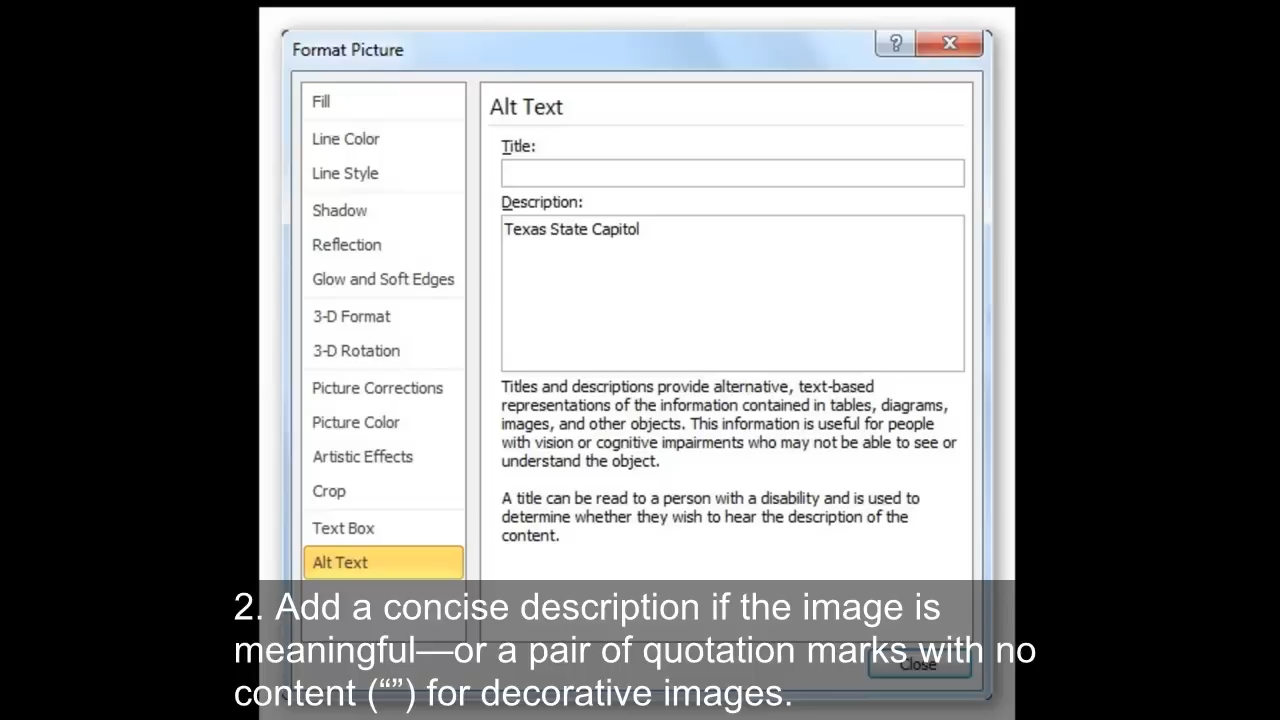 Format Picture
?
Fill
Line Color
Line Style
Shadow
Reflection
Glow and Soft Edges
3-D Format
3-D Rotation
Picture Corrections
Picture Color
Artistic Effects
Crop
Text Box
Alt Text
Alt Text
Title:
Description:
Texas State Capitol
Titles and descriptions provide alternative, text-based
representations of the information contained in tables, diagrams,
images, and other objects. This information is useful for people
with vision or cognitive impairments who may not be able to see or
understand the object.
A title can be read to a person with a disability and is used to
determine whether they wish to hear the description of the
content.
Close
2. Add a concise description if the image is
meaningful—or a pair of quotation marks with no
content (“”) for decorative images.